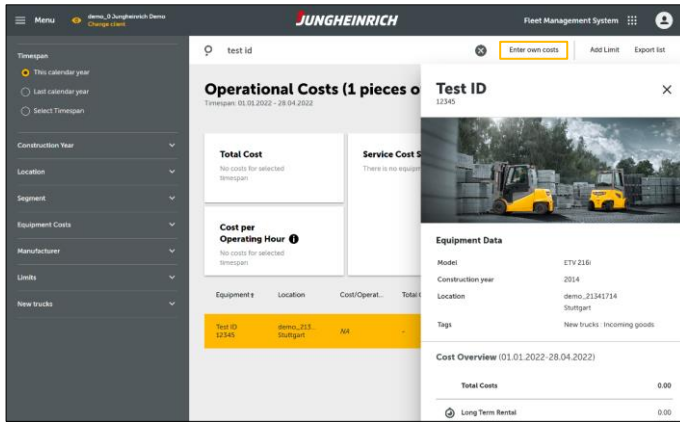 Menu
demo_0 Jungheinrich Demo
Change client
JUNGHEINRICH
Fleet Management System
Timespan
This calendar year
Last calendar year
Select Timespan
Construction Year
Location
Segment
Equipment Costs
Manufacturer
Limits
New trucks
test id
Enter own costs
Add Limit
Export list
Operational Costs (1 pieces o
Timespan: 01.01.2022 - 28.04.2022
Total Cost
No costs for selected
timespan
Service Cost S
There is no equipm
Cost per
Operating Hour
No costs for selected
timespan
Equipment Location Cost/Operat... Total C
Test ID demo_213... NA -
12345 Stuttgart
Test ID
12345
Equipment Data
Model ETV 216i
Construction year 2014
Location demo_21341714
Stuttgart
Tags New trucks : Incoming goods
Cost Overview (01.01.2022-28.04.2022)
Total Costs 0.00
Long Term Rental 0.00